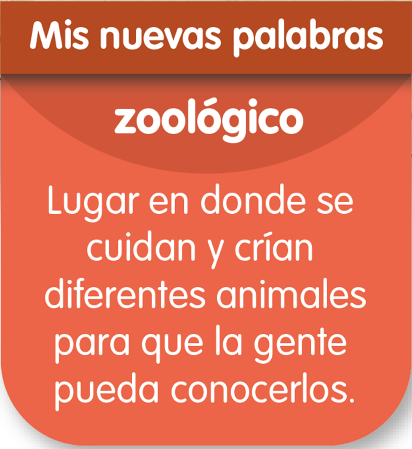 Mis nuevas palabras
zoológico
Lugar en donde se
cuidan y crían
diferentes animales
para que la gente
pueda conocerlos.